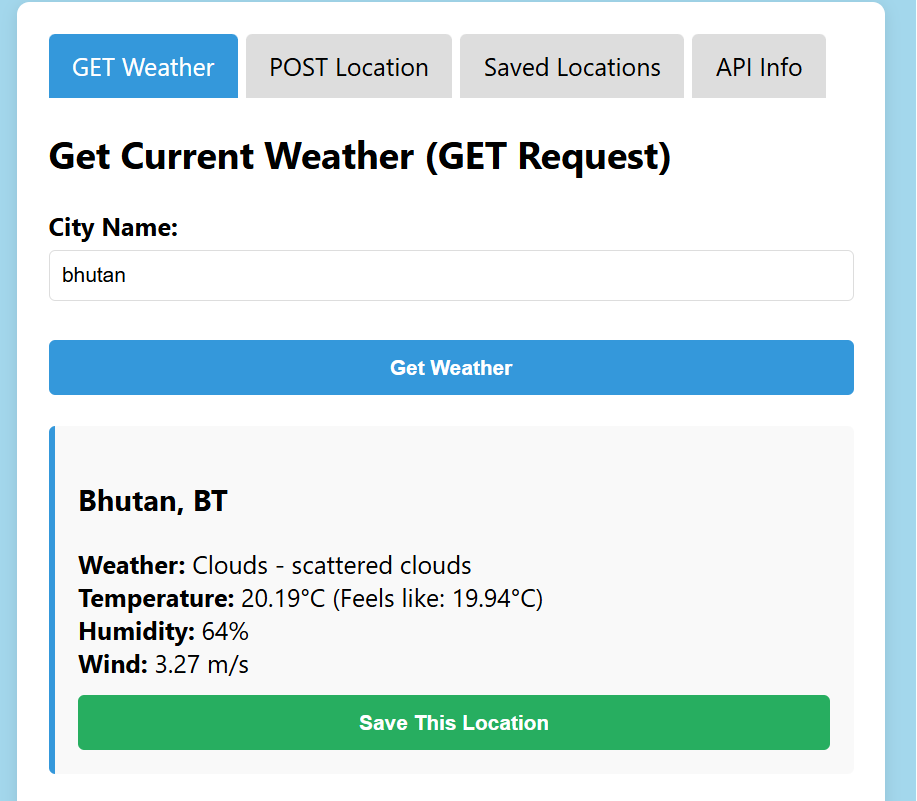 GET Weather POST Location Saved Locations API Info
Get Current Weather (GET Request)
City Name:
bhutan
Get Weather
Bhutan, BT
Weather: Clouds - scattered clouds
Temperature: 20.19°C (Feels like: 19.94°C)
Humidity: 64%
Wind: 3.27 m/s
Save This Location